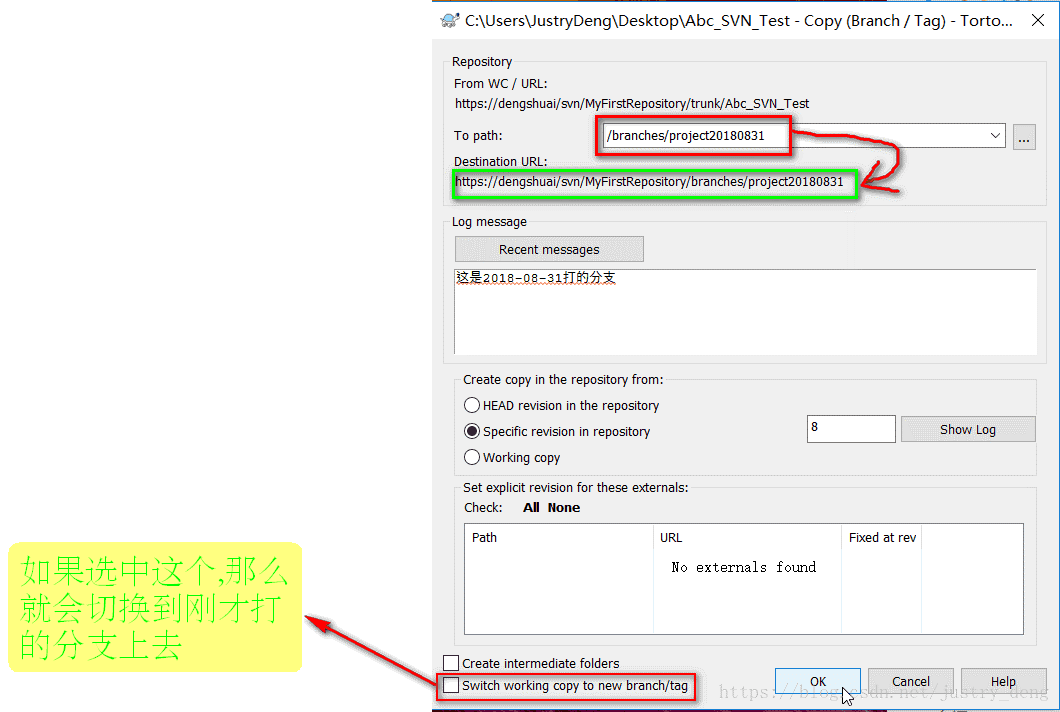 C:\Users\JustryDeng\Desktop\Abc_SVN_Test - Copy (Branch / Tag) - Torto...
Repository
From WC / URL:
https://dengshuai/svn/MyFirstRepository/trunk/Abc_SVN_Test
To path:
/branches/project20180831
...
Destination URL:
https://dengshuai/svn/MyFirstRepository/branches/project20180831
Log message
Recent messages
这是2018-08-31打的分支
Create copy in the repository from:
HEAD revision in the repository
Specific revision in repository
8
Show Log
Working copy
Set explicit revision for these externals:
Check: All None
Path URL Fixed at rev
No externals found
如果选中这个,那么
就会切换到刚才打
的分支上去
Create intermediate folders
Switch working copy to new branch/tag
OK Cancel Help
https://blog.csdn.net/justry_deng